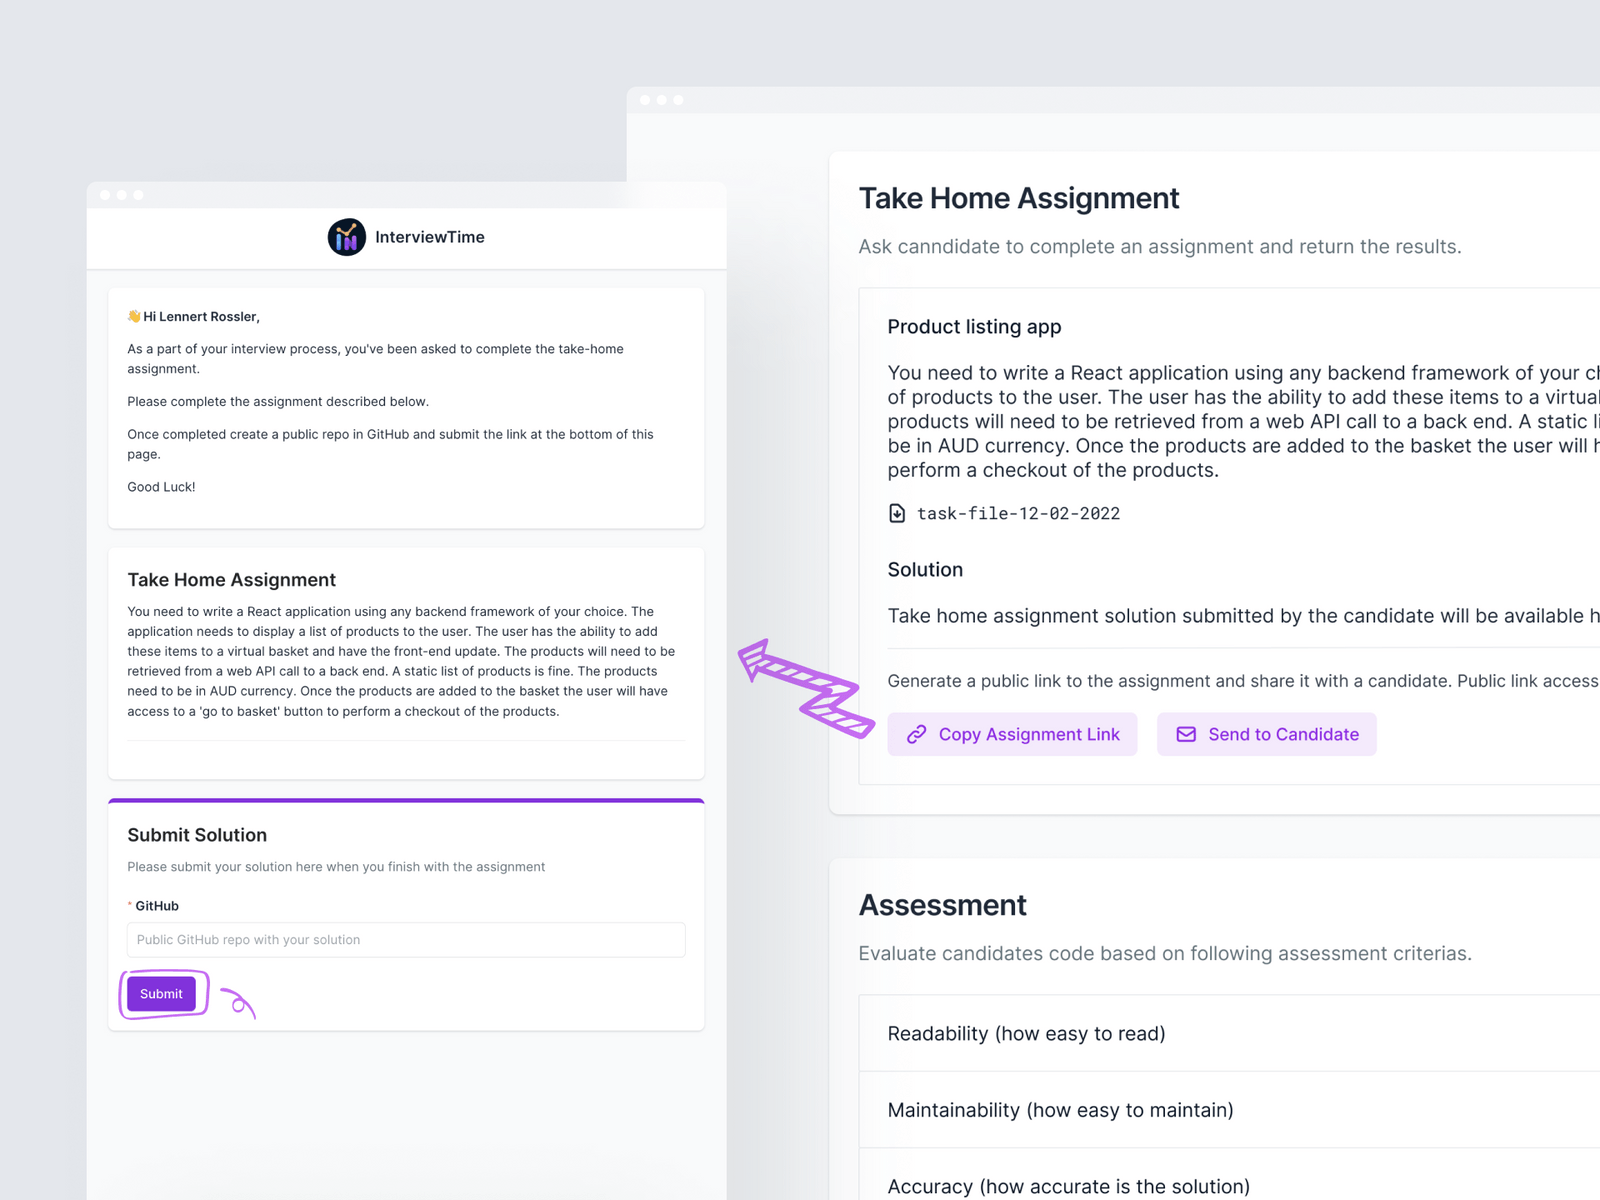 InterviewTime
👋 Hi Lennert Rossler,
As a part of your interview process, you've been asked to complete the take-home
assignment.
Please complete the assignment described below.
Once completed create a public repo in GitHub and submit the link at the bottom of this
page.
Good Luck!
Take Home Assignment
You need to write a React application using any backend framework of your choice. The
application needs to display a list of products to the user. The user has the ability to add
these items to a virtual basket and have the front-end update. The products will need to be
retrieved from a web API call to a back end. A static list of products is fine. The products
need to be in AUD currency. Once the products are added to the basket the user will have
access to a 'go to basket' button to perform a checkout of the products.
Submit Solution
Please submit your solution here when you finish with the assignment
* GitHub
Public GitHub repo with your solution
Submit
Take Home Assignment
Ask canndidate to complete an assignment and return the results.
Product listing app
You need to write a React application using any backend framework of your ch
of products to the user. The user has the ability to add these items to a virtual
products will need to be retrieved from a web API call to a back end. A static li
be in AUD currency. Once the products are added to the basket the user will h
perform a checkout of the products.
task-file-12-02-2022
Solution
Take home assignment solution submitted by the candidate will be available h
Generate a public link to the assignment and share it with a candidate. Public link access
Copy Assignment Link
Send to Candidate
Assessment
Evaluate candidates code based on following assessment criterias.
Readability (how easy to read)
Maintainability (how easy to maintain)
Accuracy (how accurate is the solution)